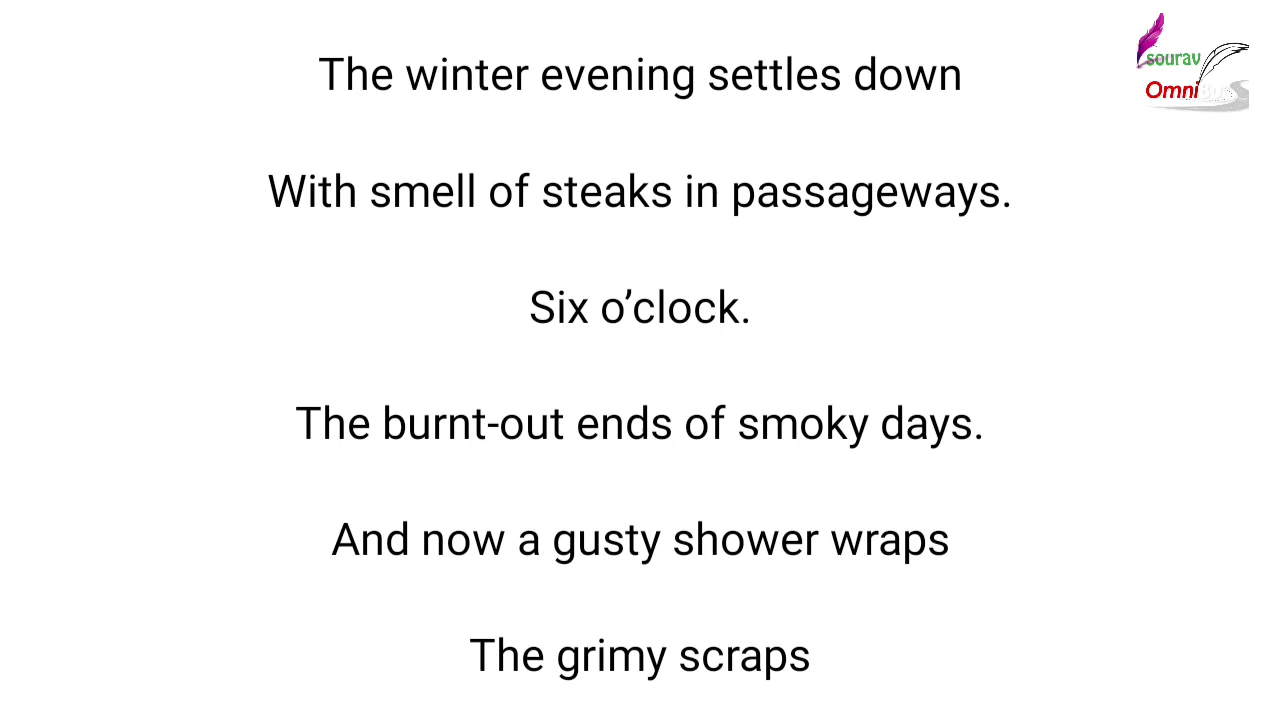 The winter evening settles down
With smell of steaks in passageways.
Six o’clock.
The burnt-out ends of smoky days.
And now a gusty shower wraps
The grimy scraps
sourav
Omni